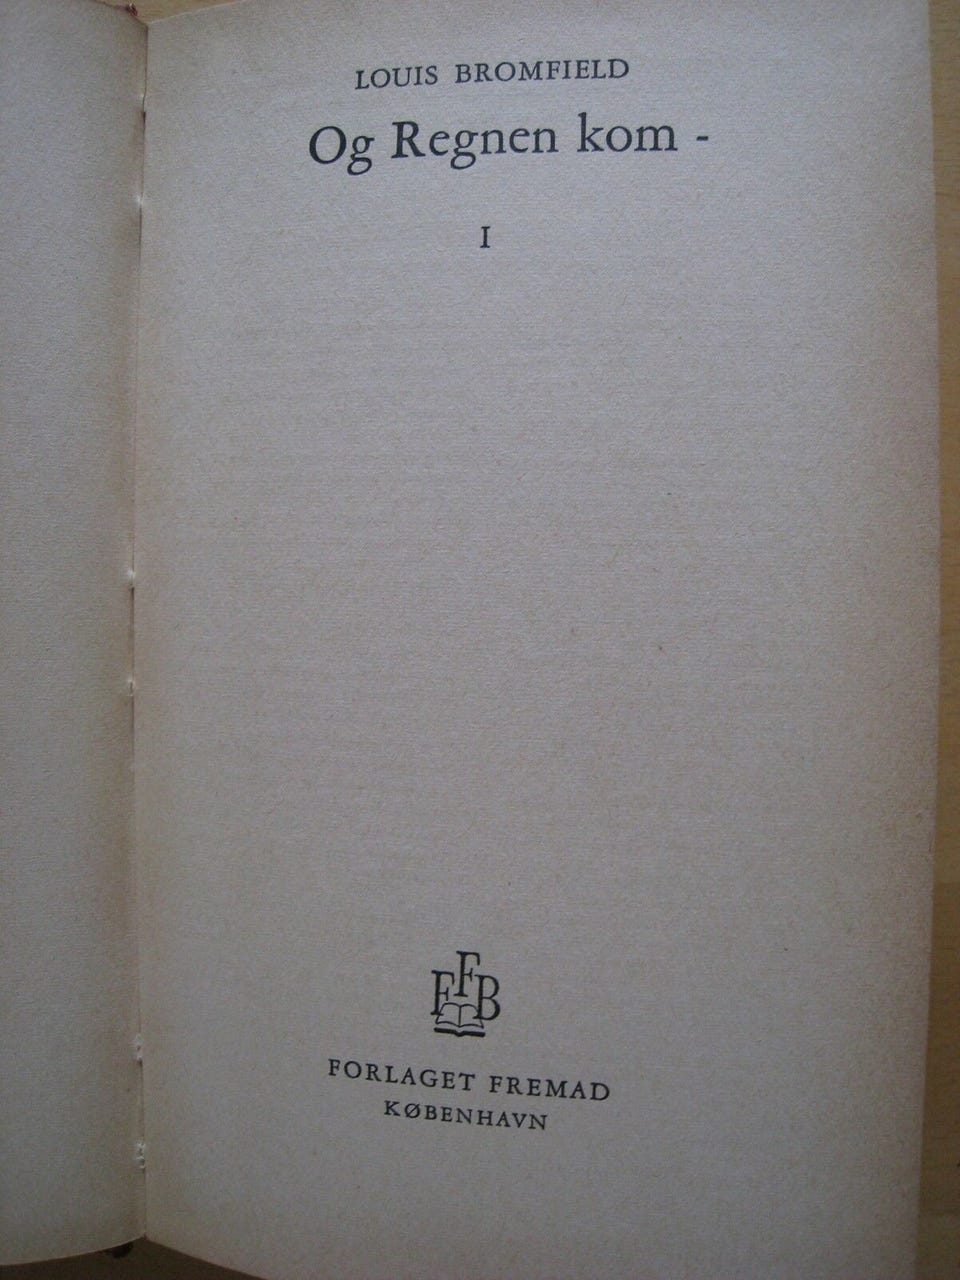 LOUIS BROMFIELD
Og Regnen kom -
I
FFB
FORLAGET FREMAD
KØBENHAVN